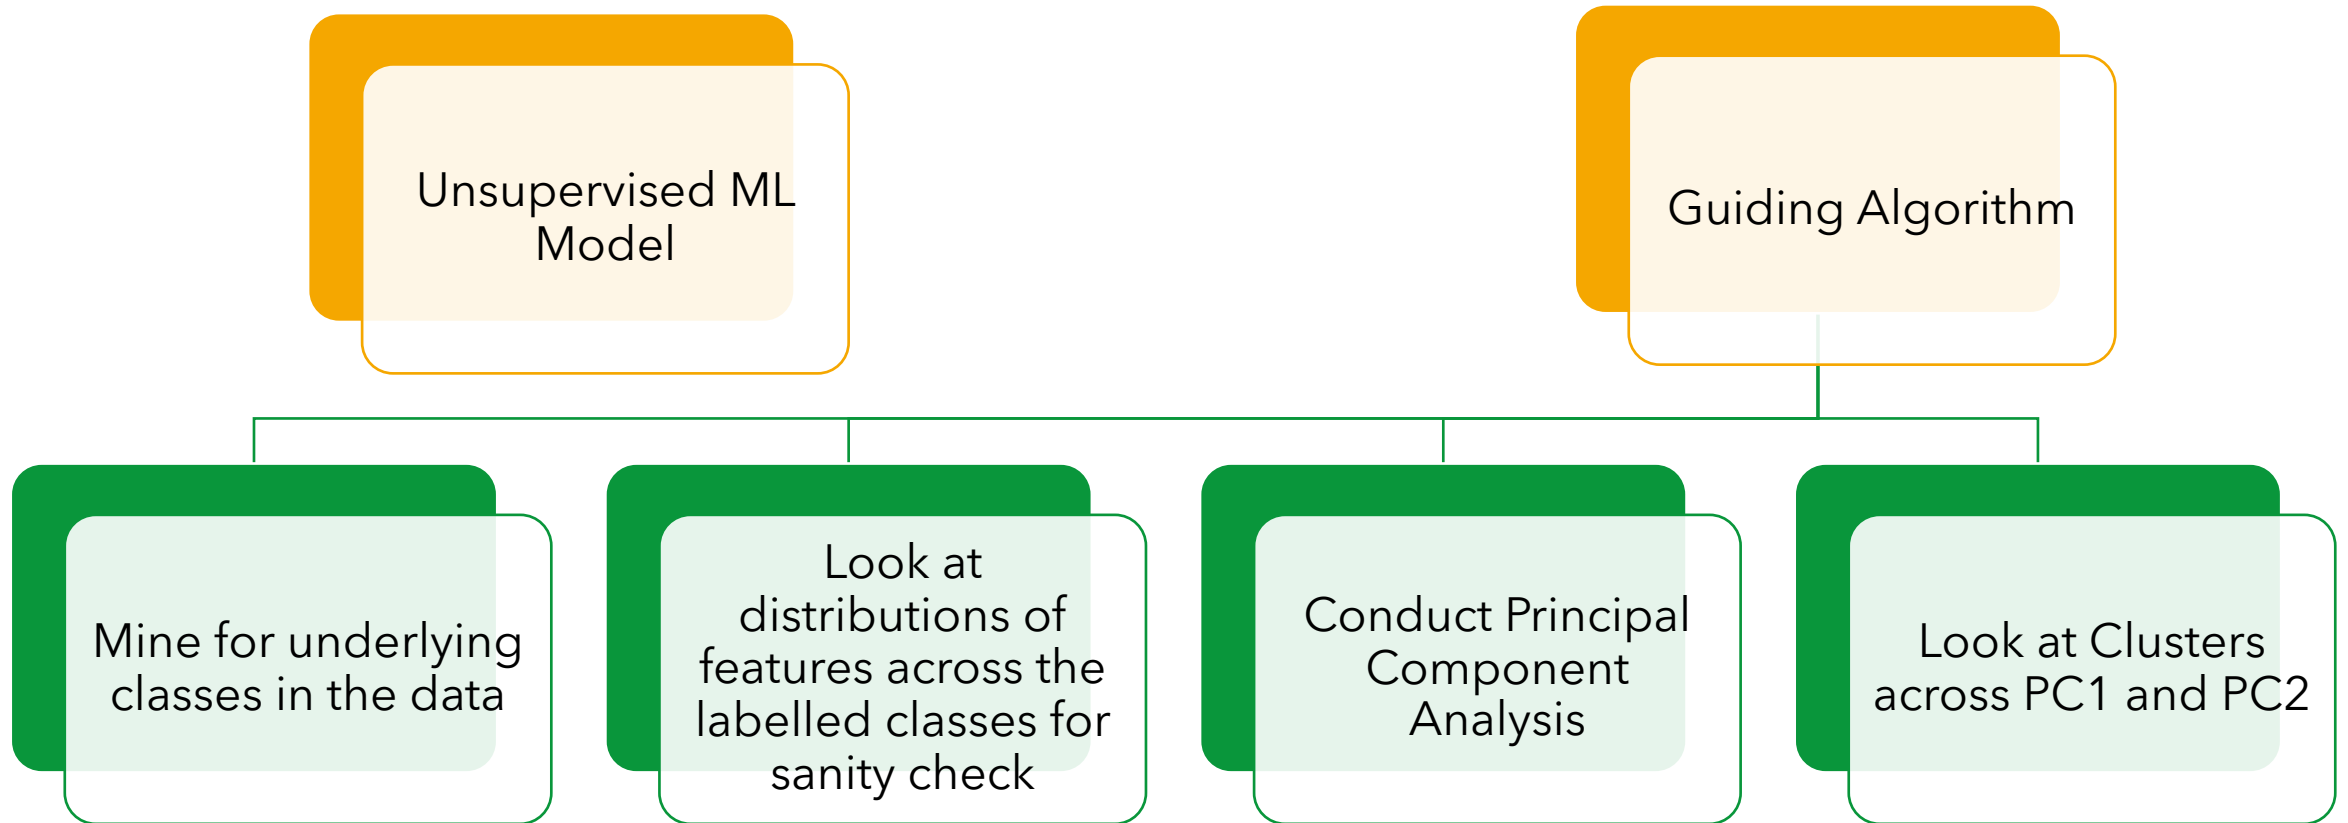 Unsupervised ML
Model
Guiding Algorithm
Mine for underlying
classes in the data
Look at
distributions of
features across the
labelled classes for
sanity check
Conduct Principal
Component
Analysis
Look at Clusters
across PC1 and PC2